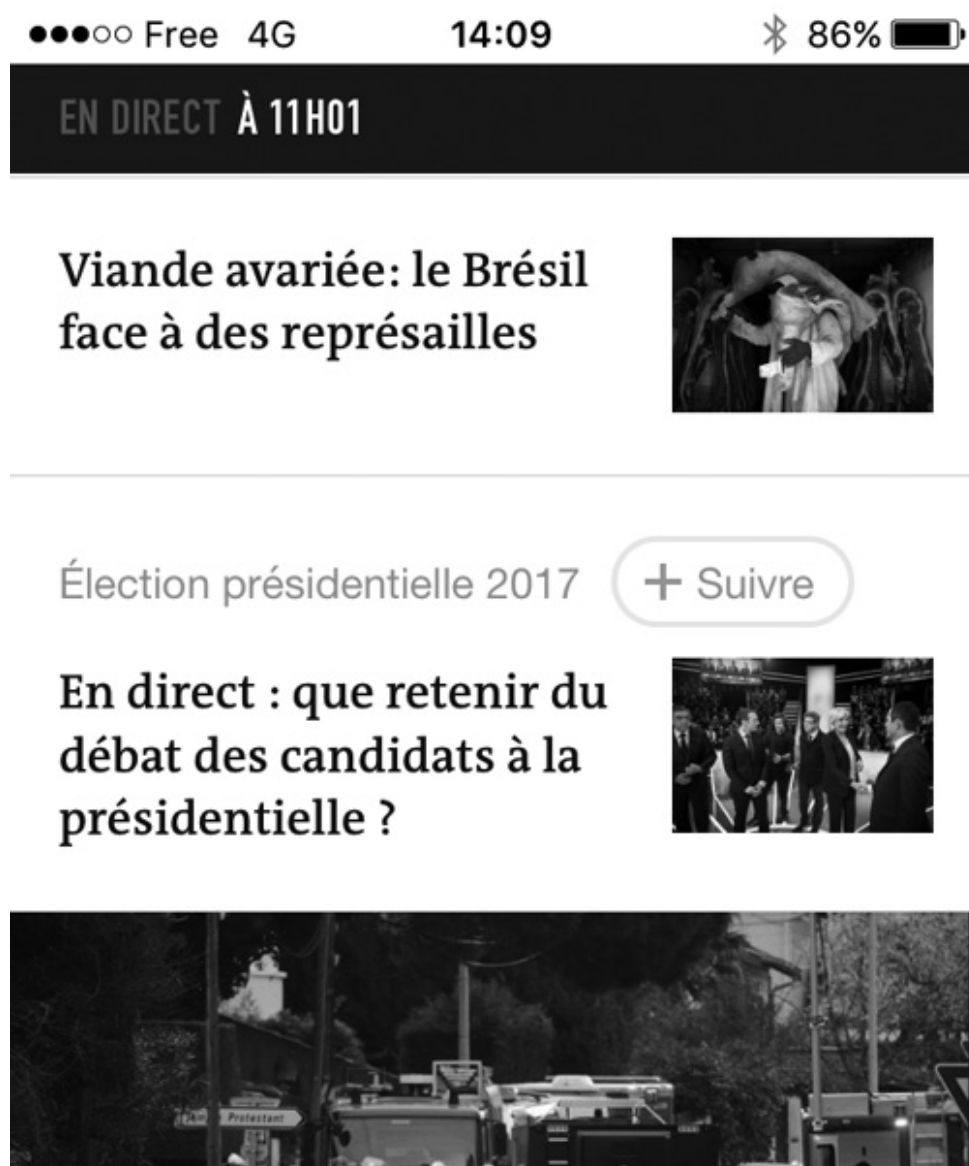 Free 4G 14:09 86%
EN DIRECT À 11H01
Viande avariée: le Brésil
face à des représailles
Élection présidentielle 2017 + Suivre
En direct : que retenir du
débat des candidats à la
présidentielle ?
Protestant